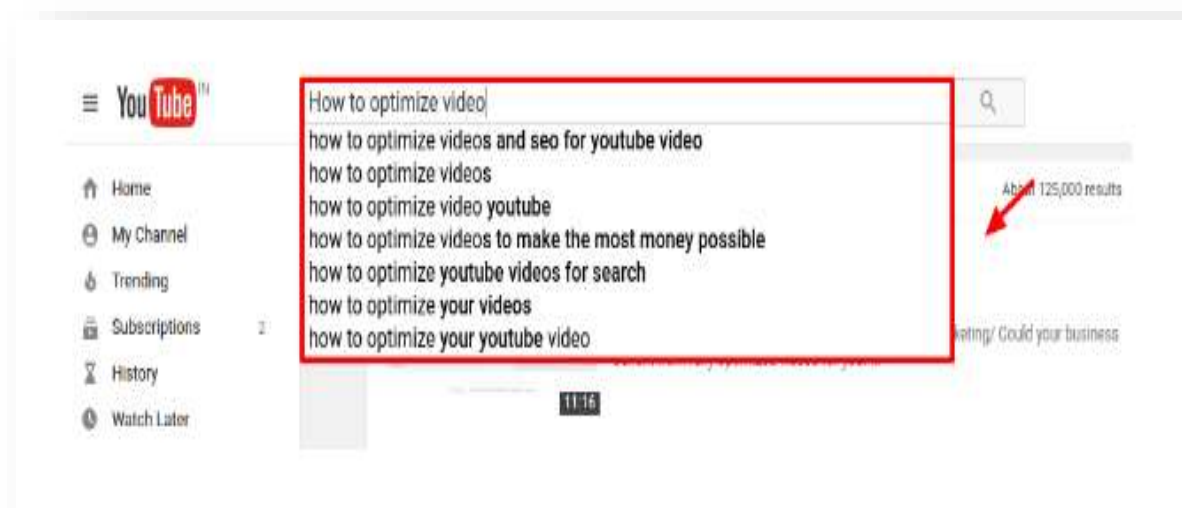 YouTube IN
How to optimize video
how to optimize videos and seo for youtube video
how to optimize videos
how to optimize video youtube
how to optimize videos to make the most money possible
how to optimize youtube videos for search
how to optimize your videos
how to optimize your youtube video
Home
My Channel
Trending
Subscriptions 2
History
Watch Later
About 125,000 results
keting/ Could your business
11:16